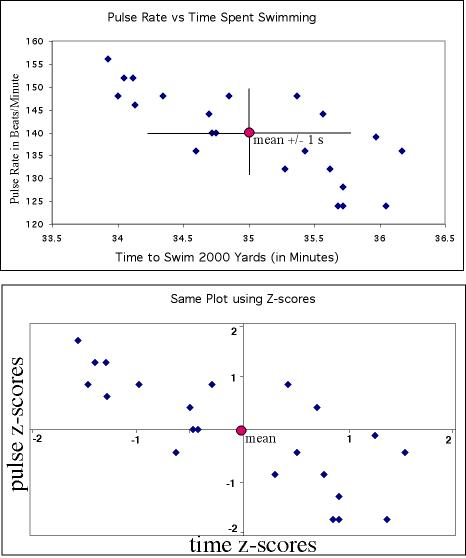 Pulse Rate vs Time Spent Swimming
160
155
150
145
140
135
130
125
120
Pulse Rate in Beats/Minute
mean +/- 1 s
33.5 34 34.5 35 35.5 36 36.5
Time to Swim 2000 Yards (in Minutes)
Same Plot using Z-scores
2
1
-2 -1 1 2
mean
-1
-2
pulse z-scores
time z-scores